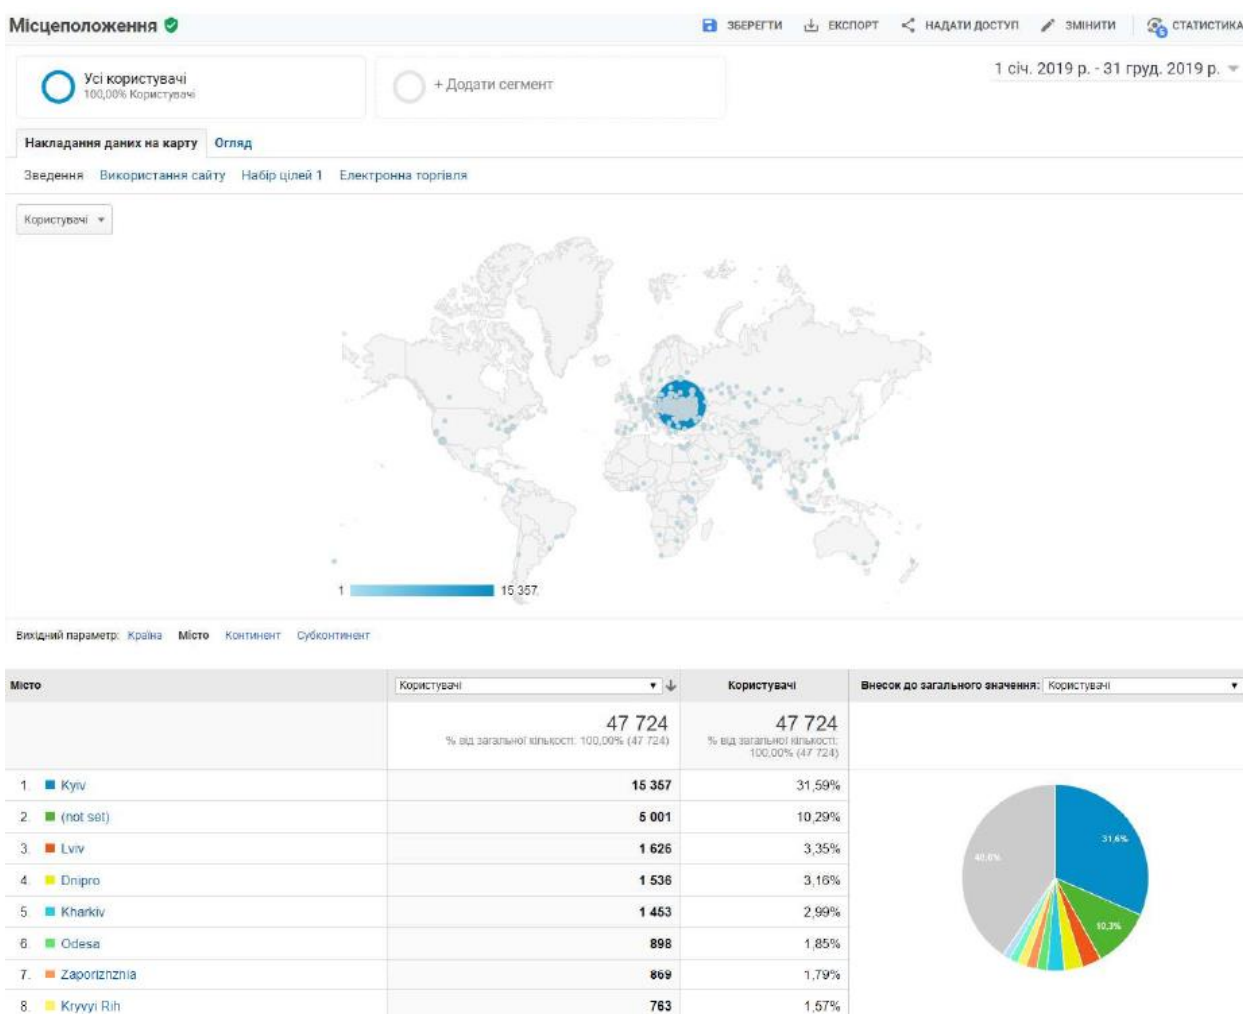 Місцеположення
ЗБЕРЕГТИ ЕКСПОРТ НАДАТИ ДОСТУП ЗМІНИТИ СТАТИСТИКА
Усі користувачі
100,00% Користувачі
+ Додати сегмент
1 січ. 2019 р. - 31 груд. 2019 р.
Накладання даних на карту Огляд
Зведення Використання сайту Набір цілей 1 Електронна торгівля
Користувачі
1 15 357
Вихідний параметр: Країна Місто Континент Субконтинент
Місто Користувачі Користувачі Внесок до загального значення: Користувачі
47 724 47 724
% від загальної кількості: 100,00% (47 724) % від загальної кількості:
100,00% (47 724)
1. Kyiv 15 357 31,59%
2. (not set) 5 001 10,29%
3. Lviv 1 626 3,35%
4. Dnipro 1 536 3,16%
5. Kharkiv 1 453 2,99%
6. Odesa 898 1,85%
7. Zaporizhzhia 869 1,79%
8. Kryvyi Rih 763 1,57%
31,6%
10,3%